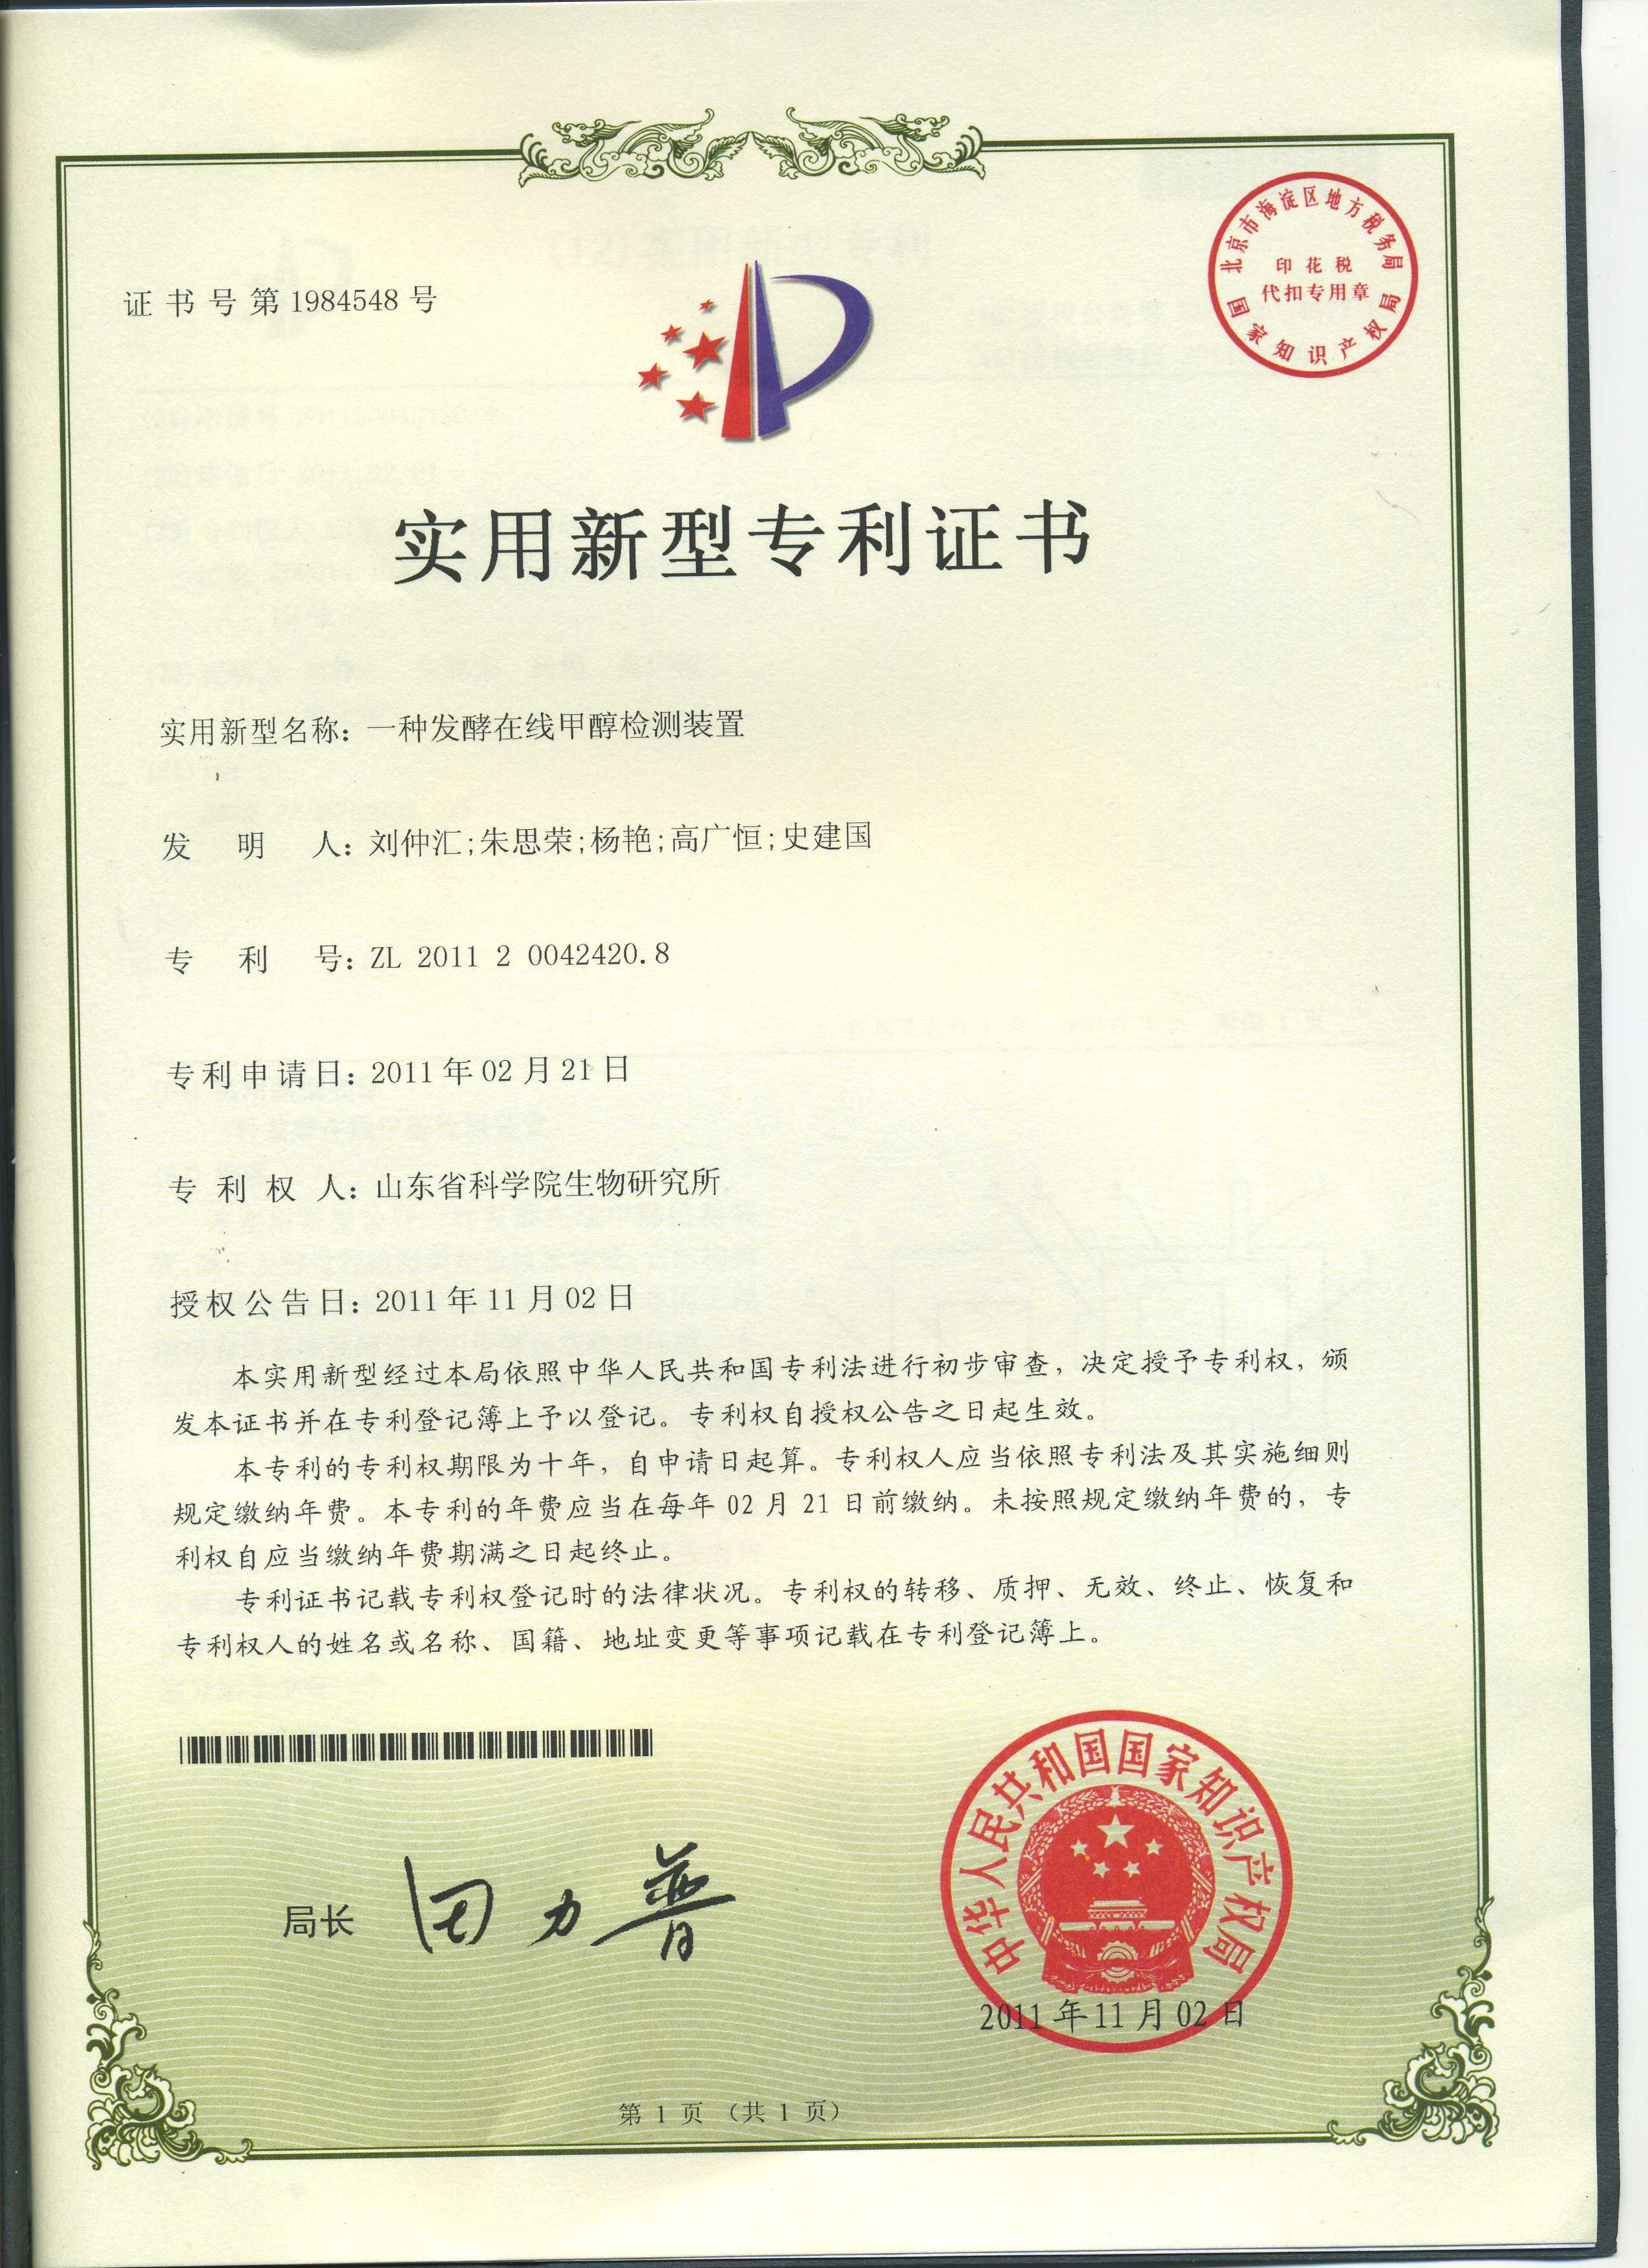 证书号第1984548号
北京市海淀区地方税务局
印花税
代扣专用章
国家知识产权局
实用新型专利证书
实用新型名称：一种发酵在线甲醇检测装置
发明人：刘仲汇;朱思荣;杨艳;高广恒;史建国
专利号：ZL 2011 2 0042420.8
专利申请日：2011年02月21日
专利权人：山东省科学院生物研究所
授权公告日：2011年11月02日
本实用新型经过本局依照中华人民共和国专利法进行初步审查，决定授予专利权，颁
发本证书并在专利登记簿上予以登记。专利权自授权公告之日起生效。
本专利的专利权期限为十年，自申请日起算。专利权人应当依照专利法及其实施细则
规定缴纳年费。本专利的年费应当在每年02月21日前缴纳。未按照规定缴纳年费的，专
利权自应当缴纳年费期满之日起终止。
专利证书记载专利权登记时的法律状况。专利权的转移、质押、无效、终止、恢复和
专利权人的姓名或名称、国籍、地址变更等事项记载在专利登记簿上。
局长 田力普
中华人民共和国国家知识产权局
2011年11月02日
第1页（共1页）